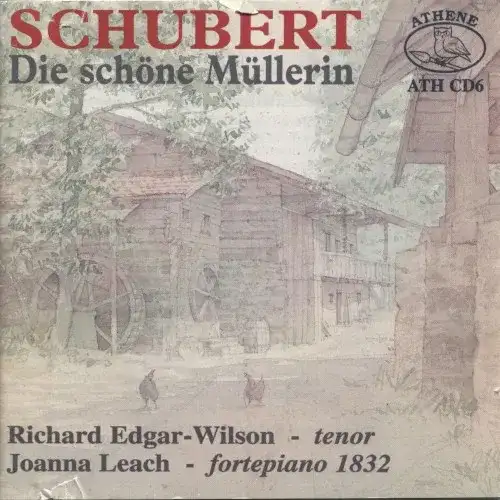 SCHUBERT
Die schöne Müllerin
ATHENE
ATH CD6
Richard Edgar-Wilson - tenor
Joanna Leach - fortepiano 1832